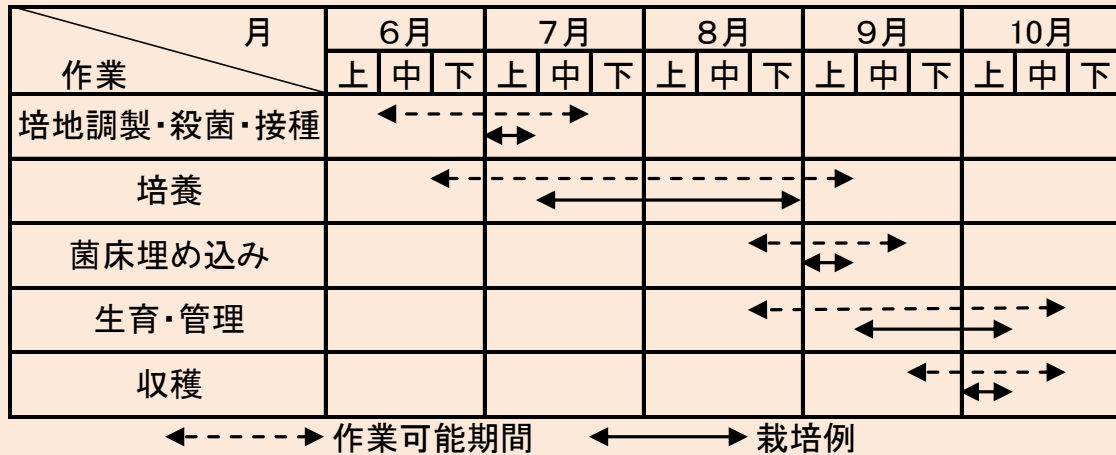 月 6月 7月 8月 9月 10月
作業 上 中 下 上 中 下 上 中 下 上 中 下 上 中 下
培地調製・殺菌・接種
培養
菌床埋め込み
生育・管理
収穫
作業可能期間 栽培例